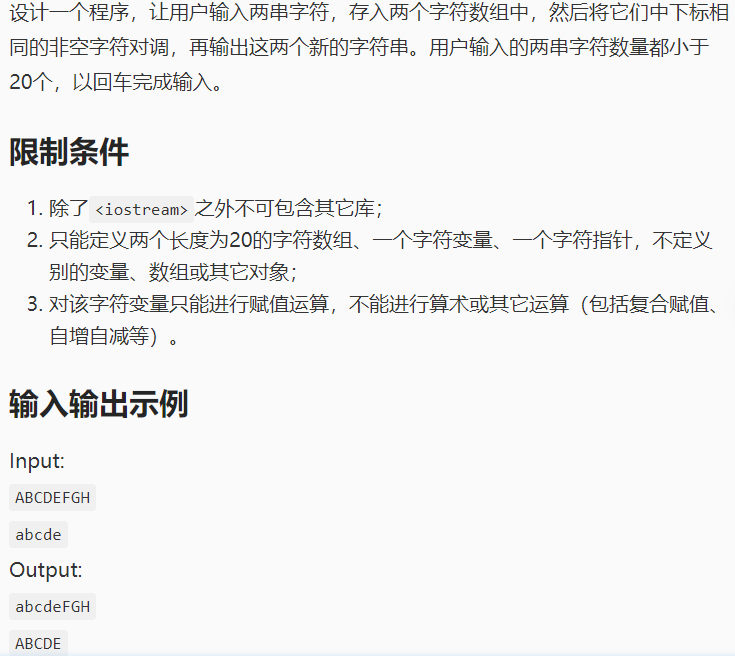 设计一个程序，让用户输入两串字符，存入两个字符数组中，然后将它们中下标相
同的非空字符对调，再输出这两个新的字符串。用户输入的两串字符数量都小于
20个，以回车完成输入。
限制条件
1. 除了<iostream>之外不可包含其它库；
2. 只能定义两个长度为20的字符数组、一个字符变量、一个字符指针，不定义
别的变量、数组或其它对象；
3. 对该字符变量只能进行赋值运算，不能进行算术或其它运算（包括复合赋值、
自增自减等）。
输入输出示例
Input:
ABCDEFGH
abcde
Output:
abcdeFGH
ABCDE